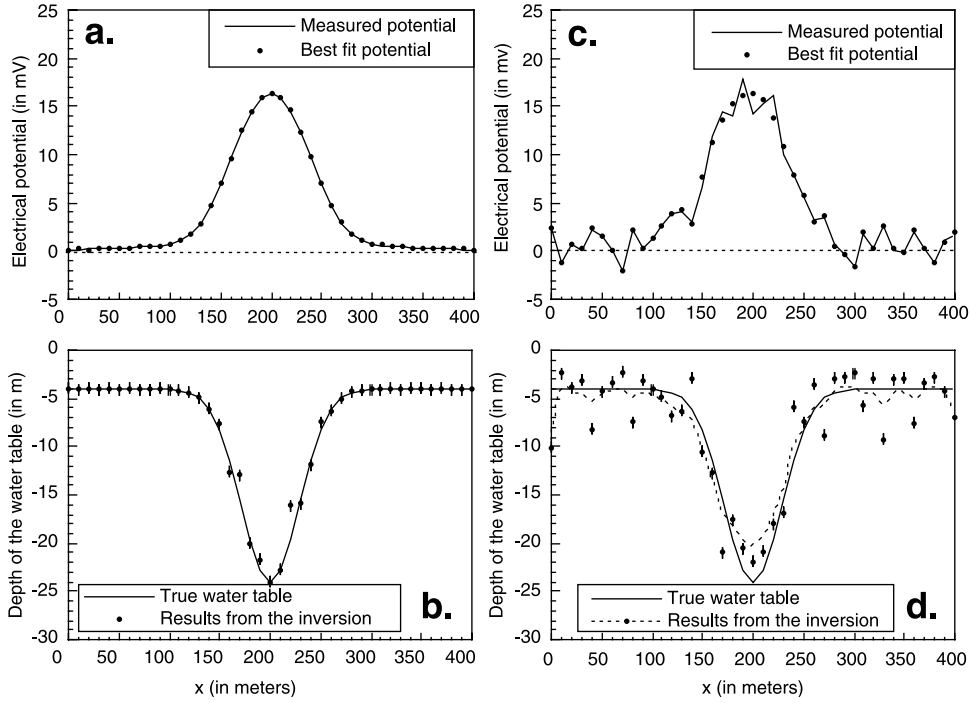 a.
Measured potential
Best fit potential
Electrical potential (in mV)
25
20
15
10
5
0
-5
0 50 100 150 200 250 300 350 400
c.
Measured potential
Best fit potential
Electrical potential (in mv)
25
20
15
10
5
0
-5
0 50 100 150 200 250 300 350 400
b.
True water table
Results from the inversion
Depth of the water table (in m)
0
-5
-10
-15
-20
-25
-30
0 50 100 150 200 250 300 350 400
x (in meters)
d.
True water table
Results from the inversion
Depth of the water table (in m)
0
-5
-10
-15
-20
-25
-30
0 50 100 150 200 250 300 350 400
x (in meters)